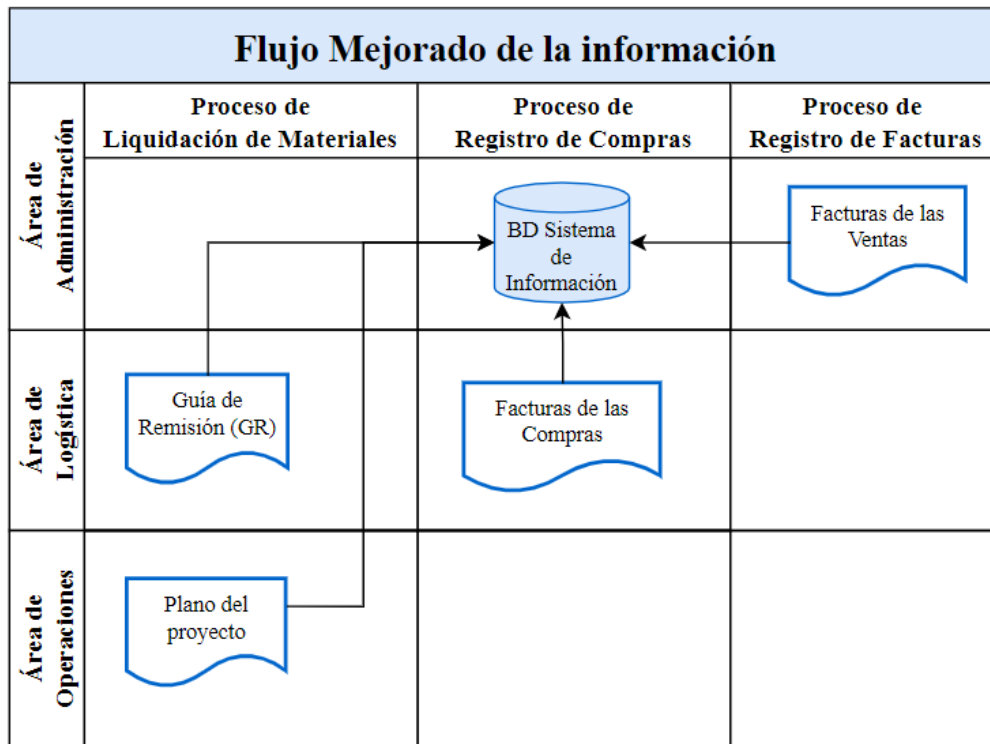 Flujo Mejorado de la información
Proceso de
Liquidación de Materiales
Proceso de
Registro de Compras
Proceso de
Registro de Facturas
Área de
Administración
BD Sistema
de
Información
Facturas de las
Ventas
Área de
Logística
Guía de
Remisión (GR)
Facturas de las
Compras
Área de
Operaciones
Plano del
proyecto